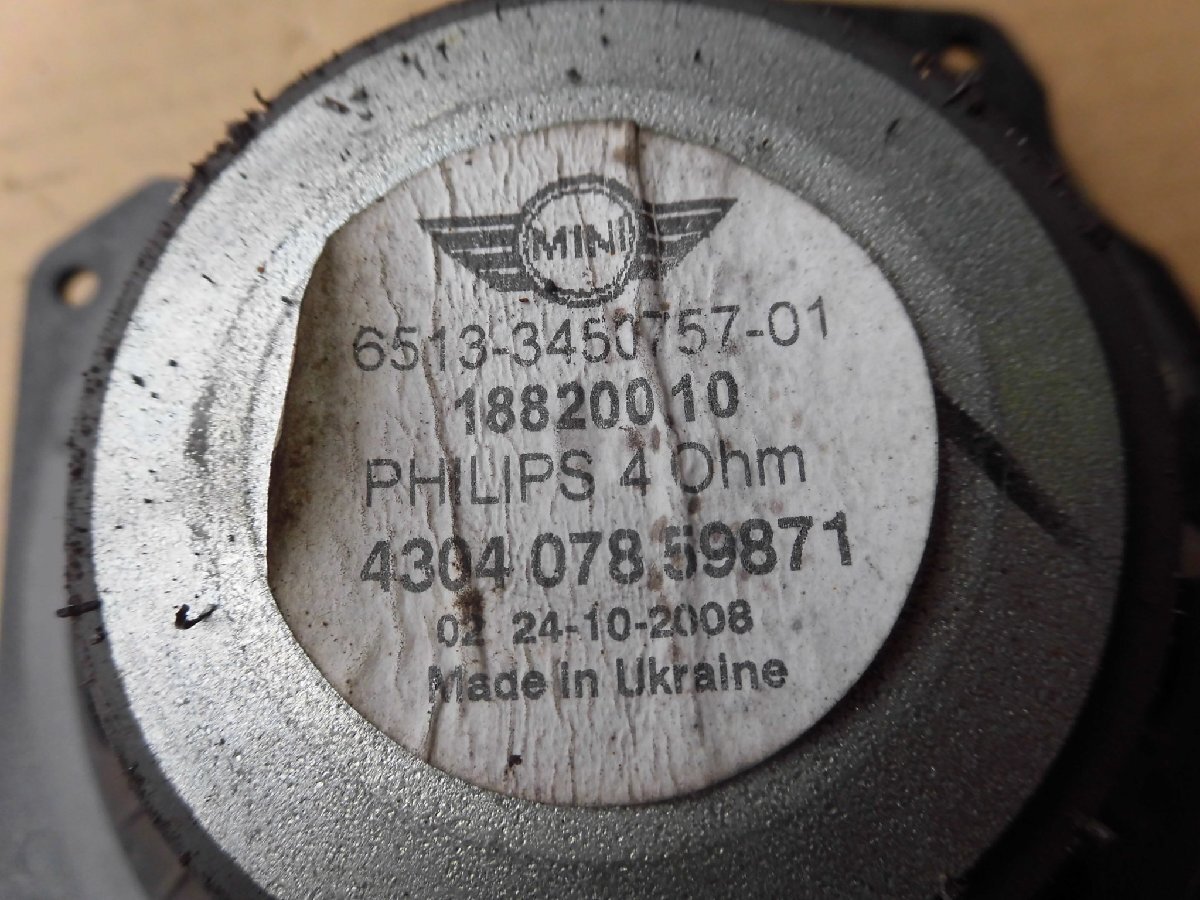 MINI
6513-3450757-01
18820010
PHILIPS 4 Ohm
4304 078 59871
02 24-10-2008
Made in Ukraine